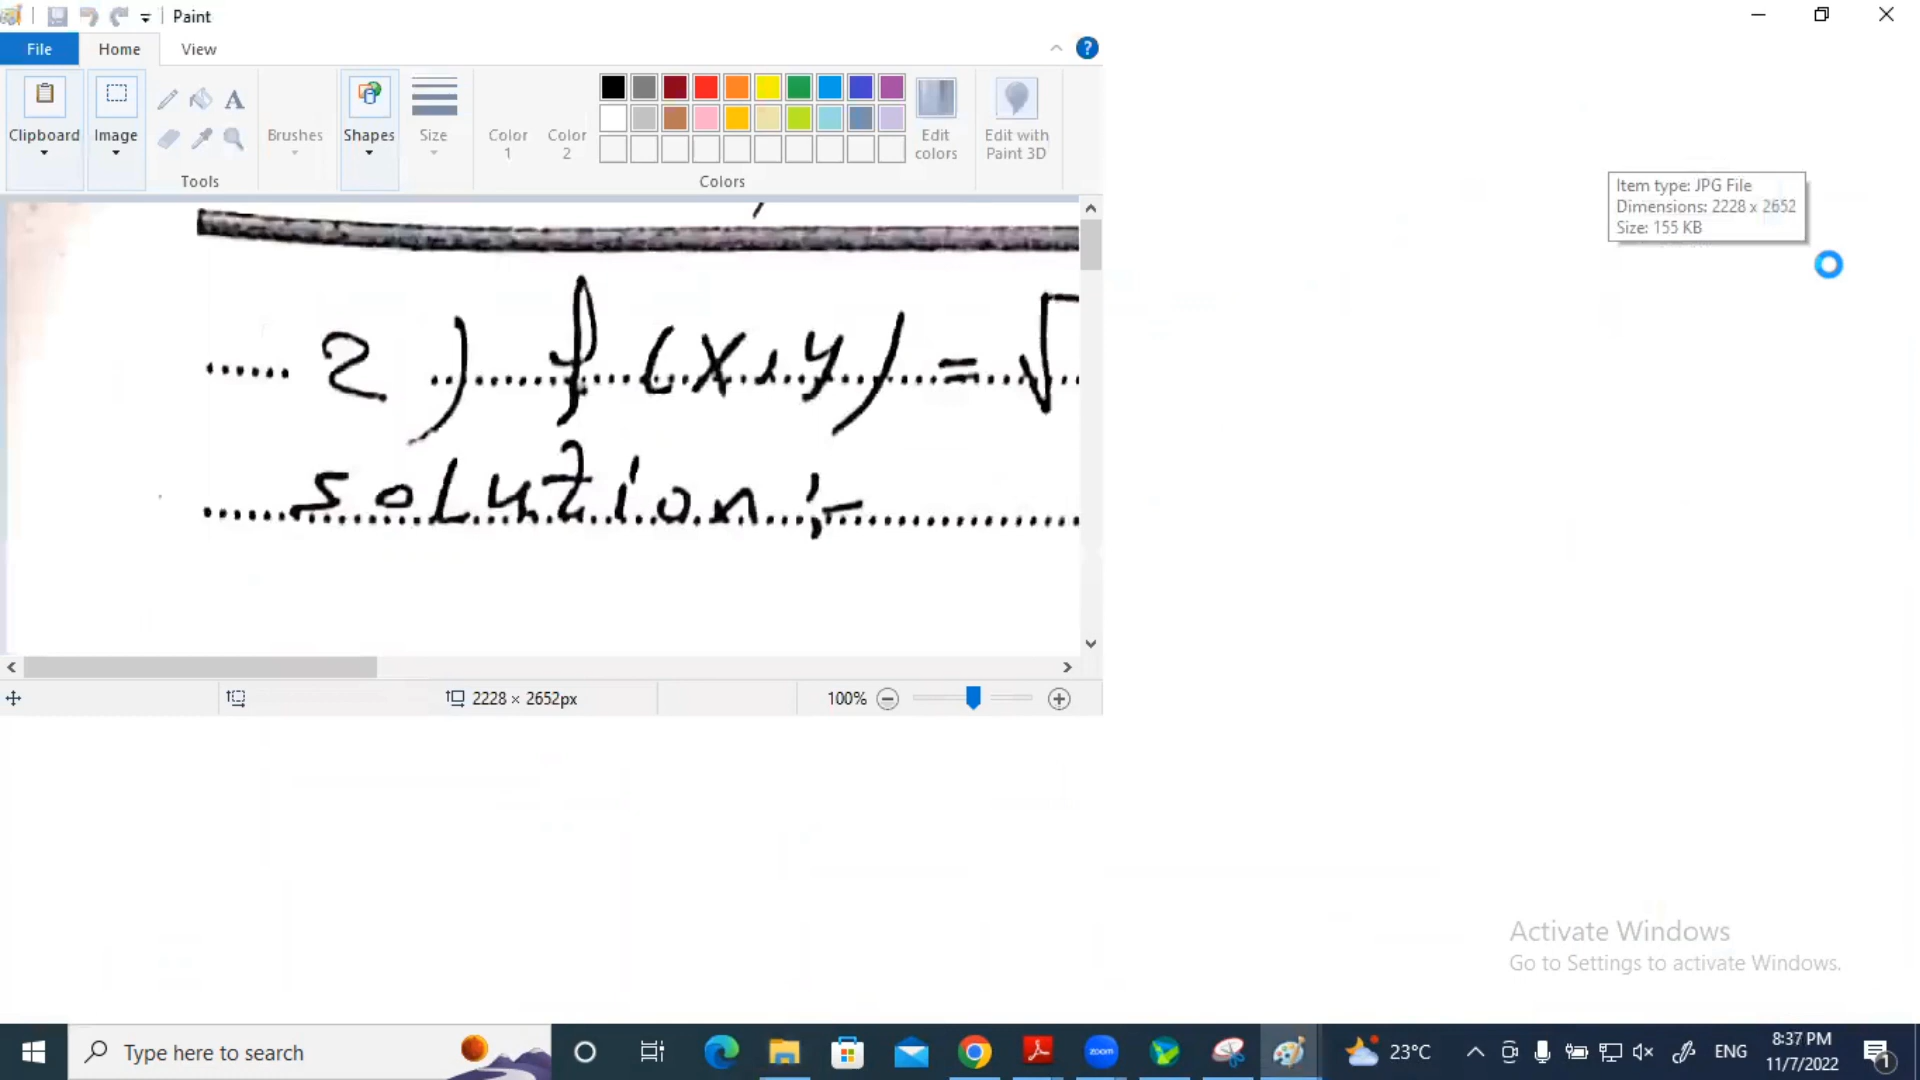 Paint
File Home View
Clipboard
Image
Tools
Brushes
Shapes
Size
Color 1
Color 2
Edit colors
Edit with Paint 3D
Colors
Item type: JPG File
Dimensions: 2228 x 2652
Size: 155 KB
2) f(x,y) = √
solution:-
2228 × 2652px 100%
Activate Windows
Go to Settings to activate Windows.
Type here to search
zoom
23°C
ENG
8:37 PM
11/7/2022
1